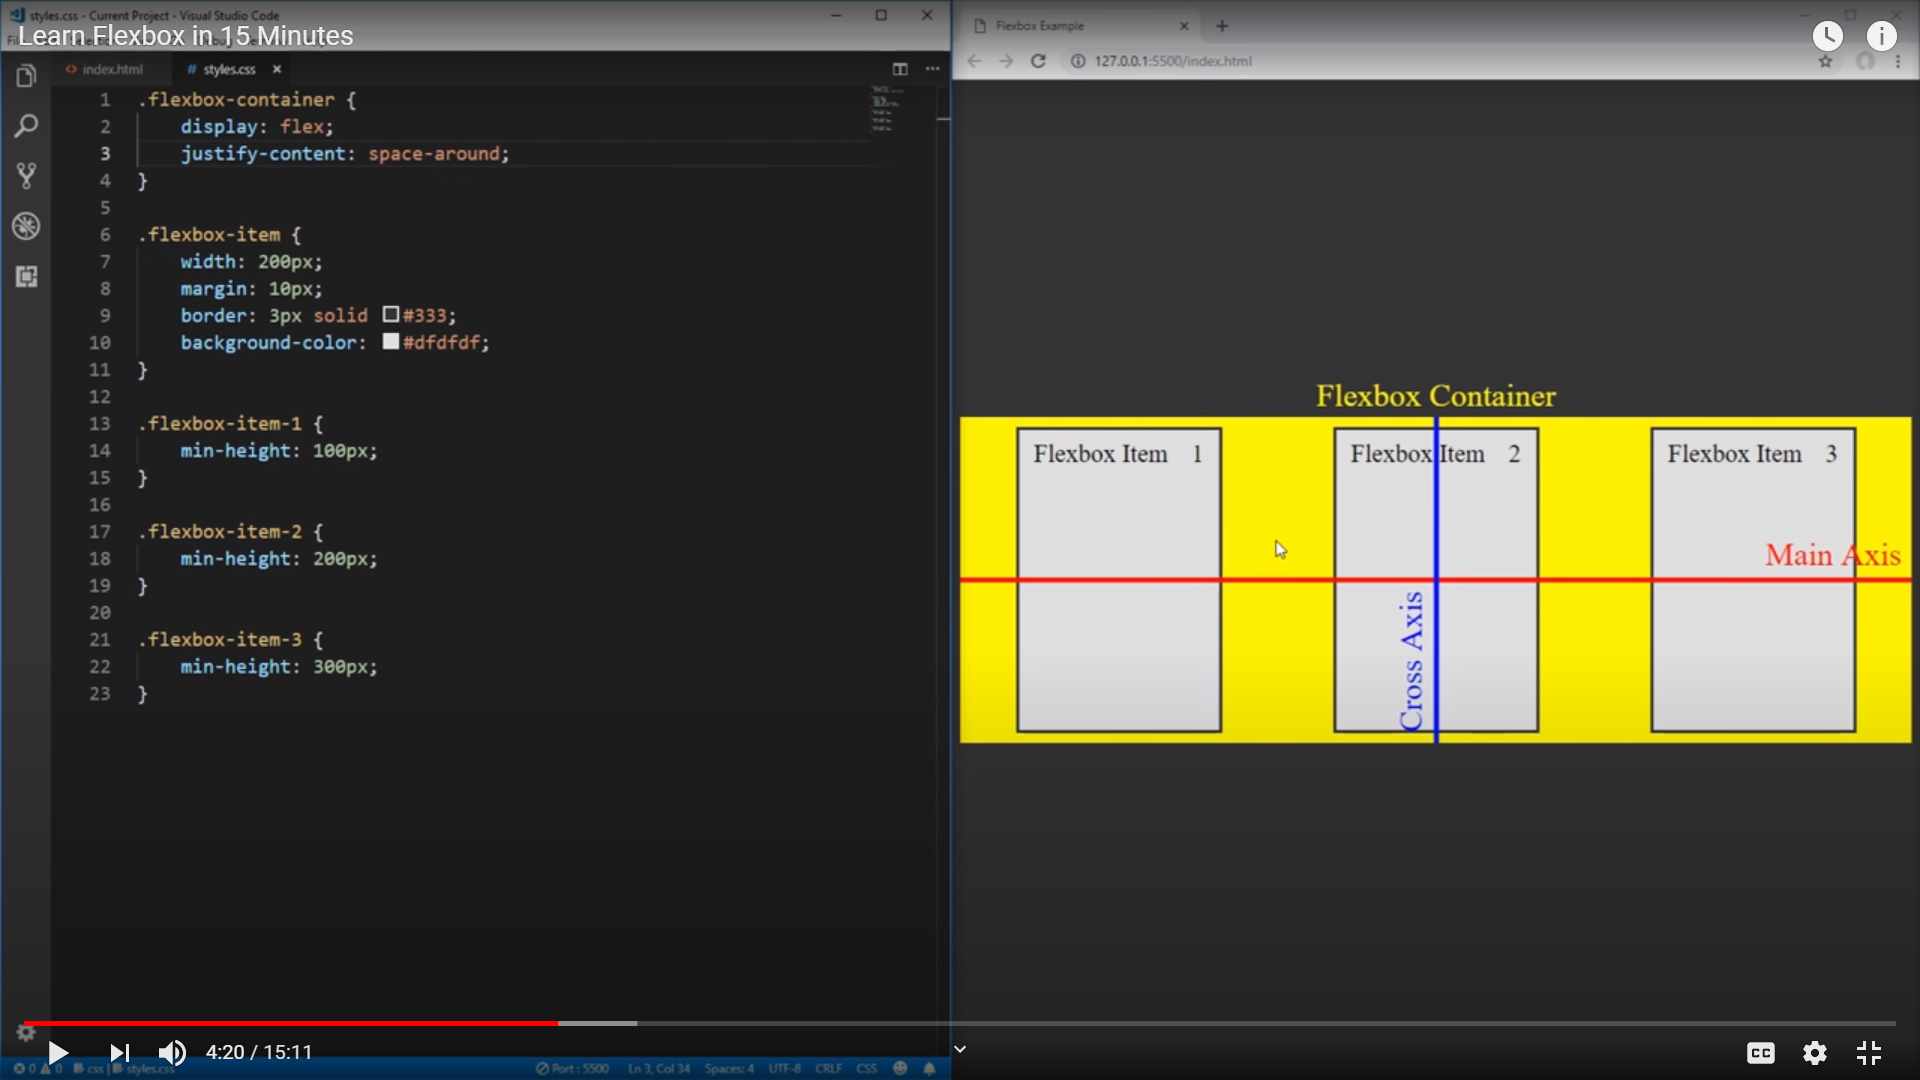 styles.css - Current Project - Visual Studio Code
Learn Flexbox in 15 Minutes
index.html
# styles.css
1 .flexbox-container {
2 display: flex;
3 justify-content: space-around;
4 }
5
6 .flexbox-item {
7 width: 200px;
8 margin: 10px;
9 border: 3px solid #333;
10 background-color: #dfdfdf;
11 }
12
13 .flexbox-item-1 {
14 min-height: 100px;
15 }
16
17 .flexbox-item-2 {
18 min-height: 200px;
19 }
20
21 .flexbox-item-3 {
22 min-height: 300px;
23 }
Flexbox Example
127.0.0.1:5500/index.html
Flexbox Container
Flexbox Item 1
Flexbox Item 2
Flexbox Item 3
Main Axis
Cross Axis
4:20 / 15:11
CC
0 0 css | styles.css
Port : 5500 Ln 3, Col 34 Spaces: 4 UTF-8 CRLF CSS